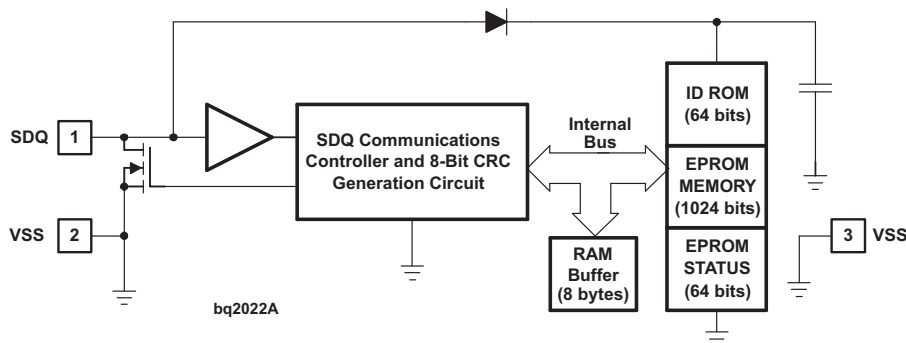 SDQ
1
VSS
2
SDQ Communications
Controller and 8-Bit CRC
Generation Circuit
Internal
Bus
RAM
Buffer
(8 bytes)
ID ROM
(64 bits)
EPROM
MEMORY
(1024 bits)
EPROM
STATUS
(64 bits)
3
VSS
bq2022A